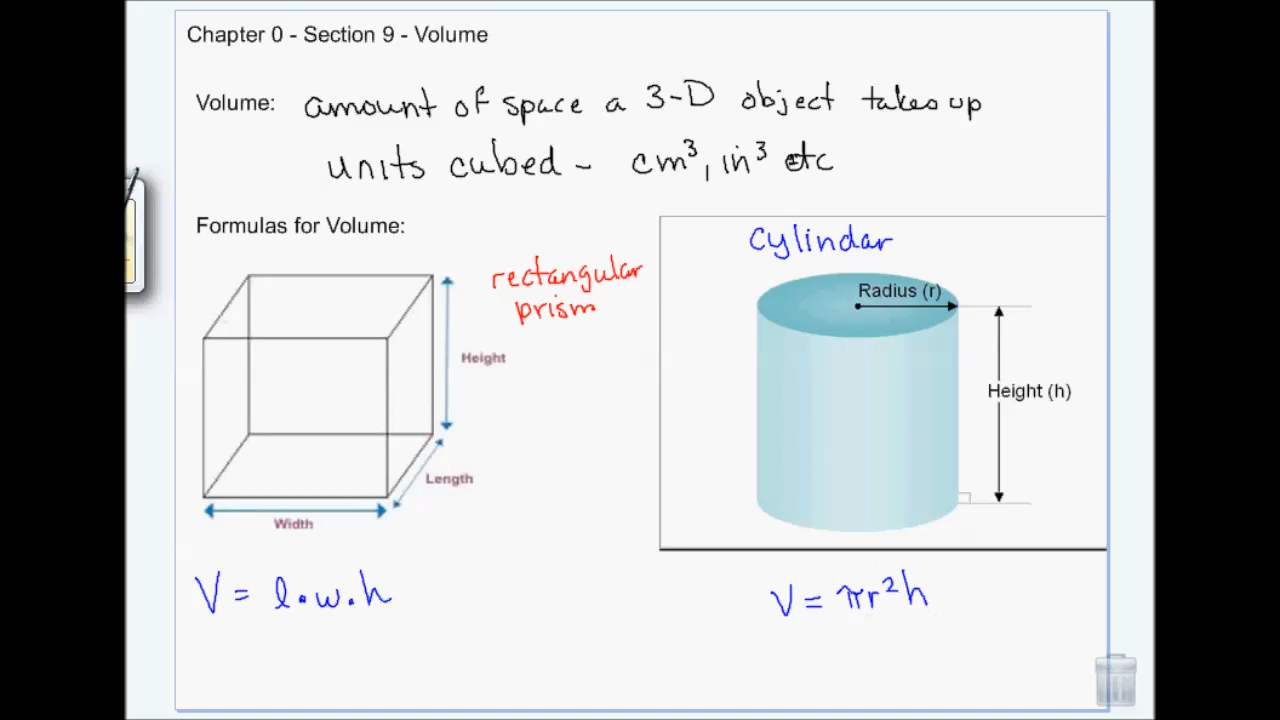 Chapter 0 - Section 9 - Volume
Volume: amount of space a 3-D object takes up
units cubed - cm³, in³ etc
Formulas for Volume:
rectangular
prism
Height
Length
Width
V = l·w·h
cylindar
Radius (r)
Height (h)
V = πr²h